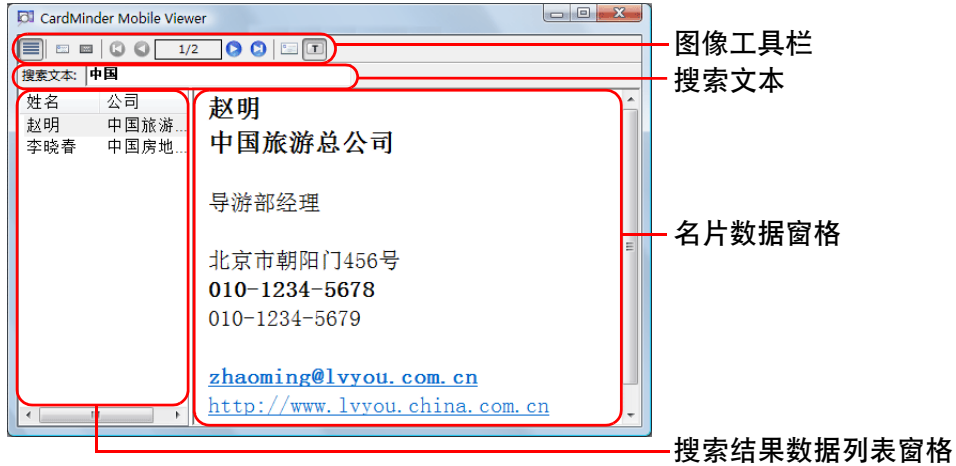 CardMinder Mobile Viewer
图像工具栏
1/2
T
搜索文本: 中国
搜索文本
姓名 公司
赵明 中国旅游...
李晓春 中国房地...
赵明
中国旅游总公司
导游部经理
名片数据窗格
北京市朝阳门456号
010-1234-5678
010-1234-5679
zhaoming@lvyou.com.cn
http://www.lvyou.china.com.cn
搜索结果数据列表窗格